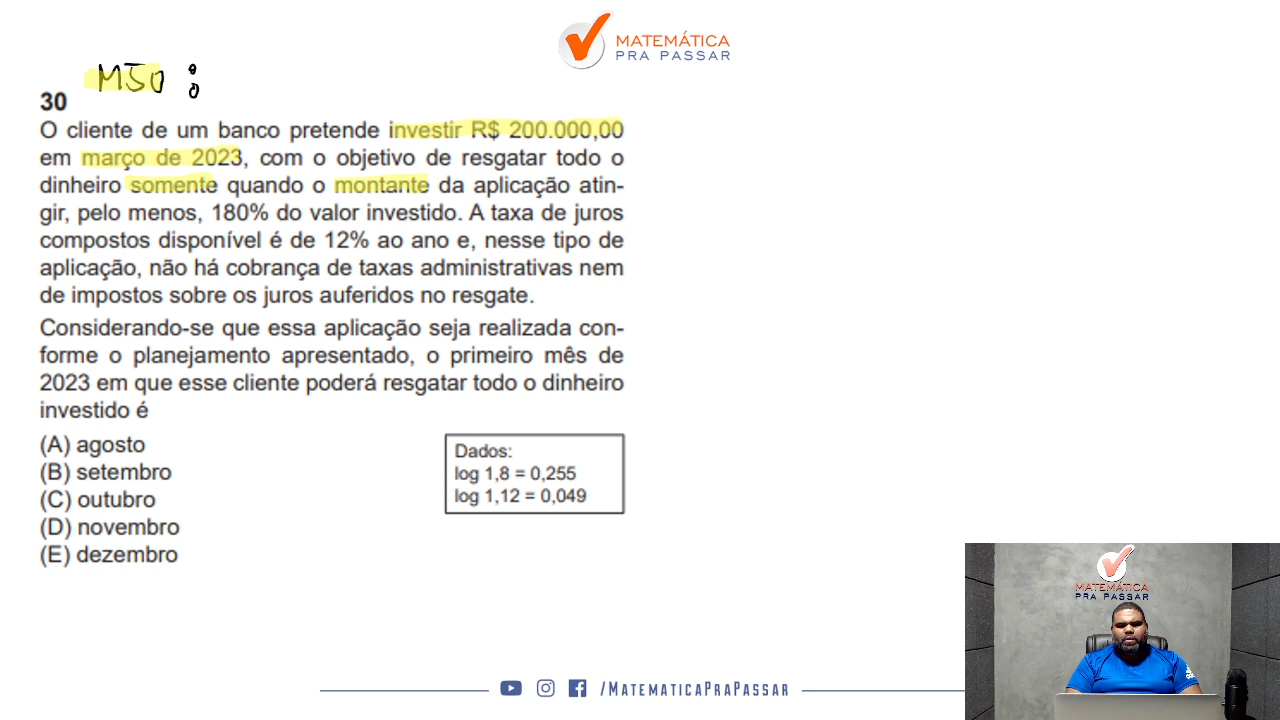 MATEMÁTICA
PRA PASSAR
30
O cliente de um banco pretende investir R$ 200.000,00
em março de 2023, com o objetivo de resgatar todo o
dinheiro somente quando o montante da aplicação atin-
gir, pelo menos, 180% do valor investido. A taxa de juros
compostos disponível é de 12% ao ano e, nesse tipo de
aplicação, não há cobrança de taxas administrativas nem
de impostos sobre os juros auferidos no resgate.
Considerando-se que essa aplicação seja realizada con-
forme o planejamento apresentado, o primeiro mês de
2023 em que esse cliente poderá resgatar todo o dinheiro
investido é
(A) agosto
(B) setembro
(C) outubro
(D) novembro
(E) dezembro
Dados:
log 1,8 = 0,255
log 1,12 = 0,049
MATEMÁTICA
PRA PASSAR
/MATEMATICAPRAPASSAR